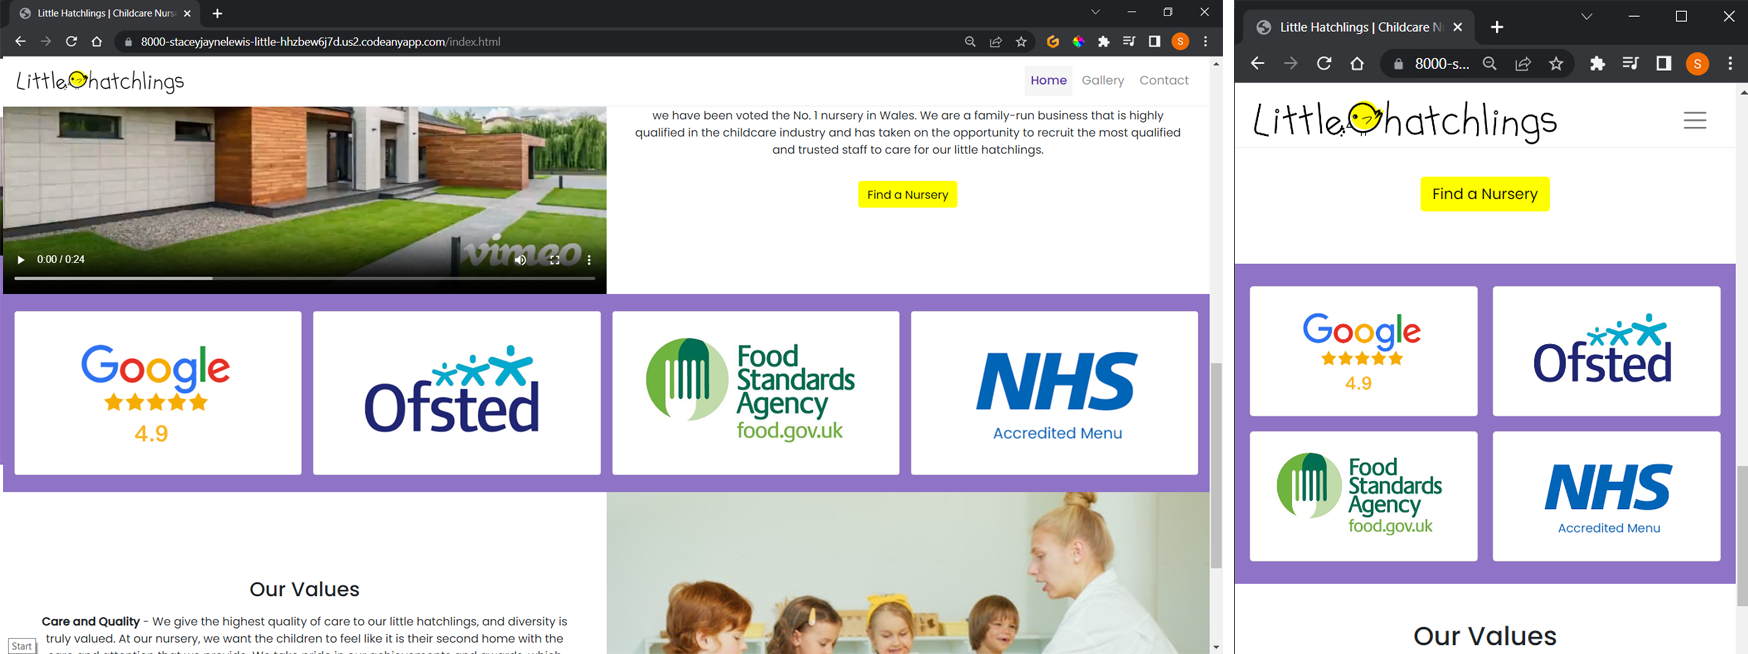 Little Hatchlings | Childcare Nurs
8000-staceyjaynelewis-little-hhzbew6j7d.us2.codeanyapp.com/index.html
S
Little hatchlings
Home
Gallery
Contact
we have been voted the No. 1 nursery in Wales. We are a family-run business that is highly
qualified in the childcare industry and has taken on the opportunity to recruit the most qualified
and trusted staff to care for our little hatchlings.
Find a Nursery
vimeo
0:00 / 0:24
Google
4.9
Ofsted
Food
Standards
Agency
food.gov.uk
NHS
Accredited Menu
Our Values
Care and Quality - We give the highest quality of care to our little hatchlings, and diversity is
truly valued. At our nursery, we want the children to feel like it is their second home with the
Start
Little Hatchlings | Childcare N
8000-s...
S
Little hatchlings
Find a Nursery
Google
4.9
Ofsted
Food
Standards
Agency
food.gov.uk
NHS
Accredited Menu
Our Values